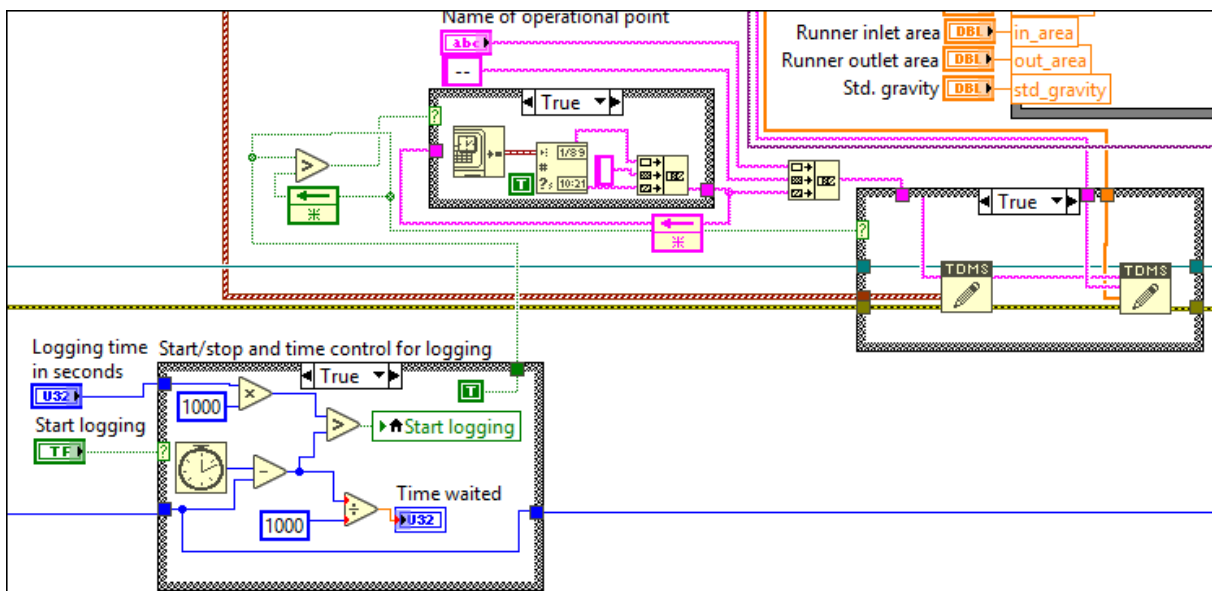 Name of operational point
abc
--
True
1/89
#
?s 10:21
T
Runner inlet area DBL in_area
Runner outlet area DBL out_area
Std. gravity DBL std_gravity
True
TDMS
TDMS
Logging time
in seconds
U32
Start logging
TF
Start/stop and time control for logging
True
T
×
1000
>
Start logging
-
÷
1000
Time waited
U32
>